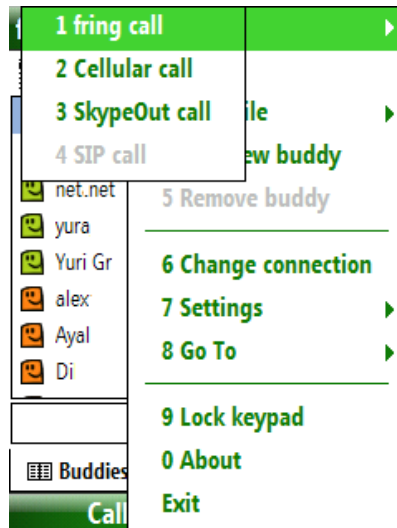 1 fring call
2 Cellular call
3 SkypeOut call
4 SIP call
ile
ew buddy
5 Remove buddy
6 Change connection
7 Settings
8 Go To
9 Lock keypad
0 About
Exit
net.net
yura
Yuri Gr
alex
Ayal
Di
Buddies
Call